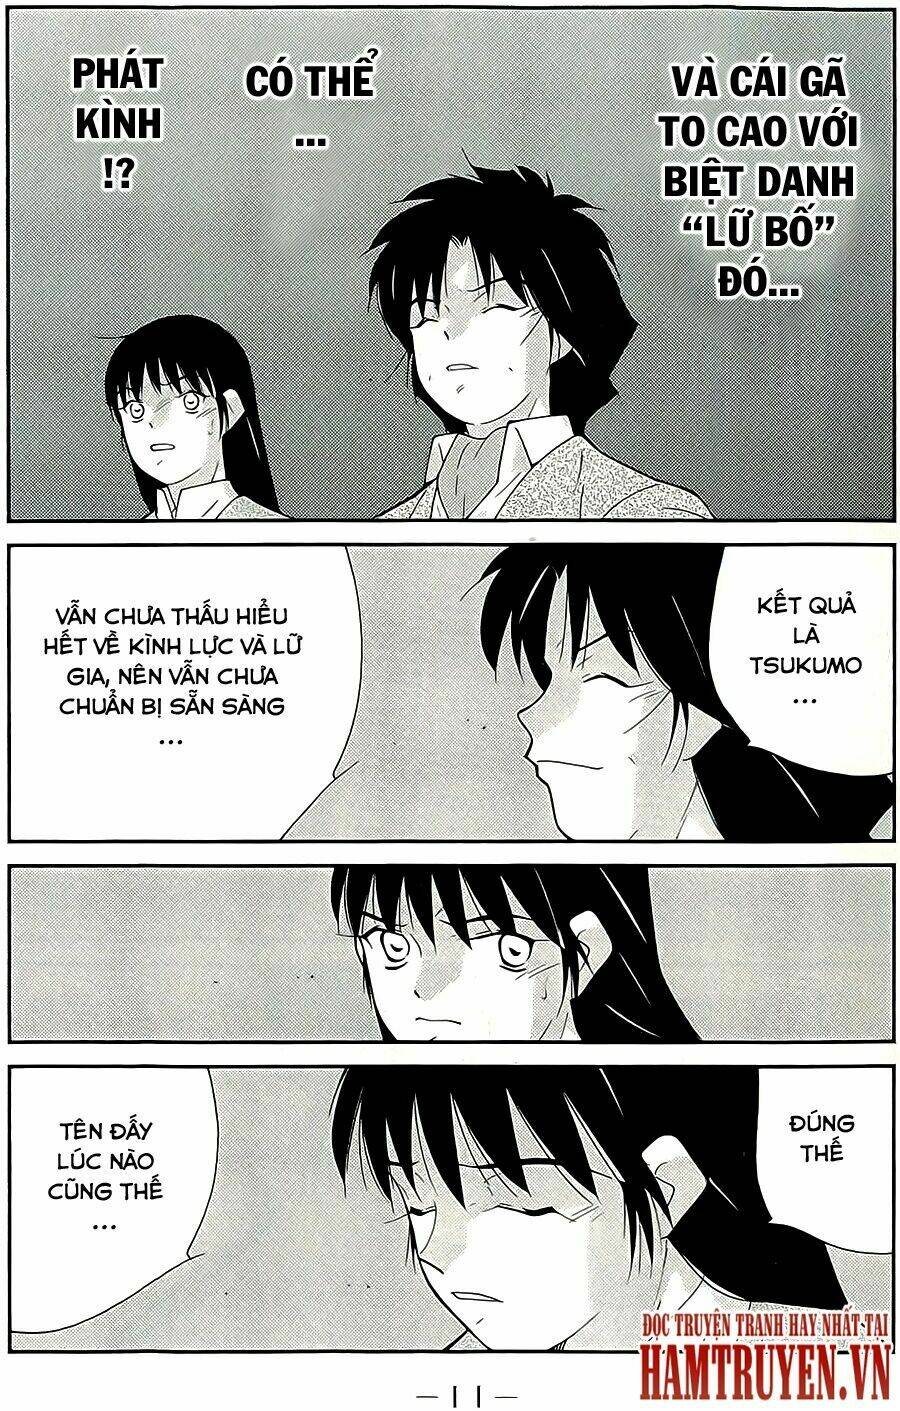 VÀ CÁI GÃ
TO CAO VỚI
BIỆT DANH
“LỮ BỐ”
ĐÓ...
CÓ THỂ
...
PHÁT
KÌNH
!?
KẾT QUẢ
LÀ
TSUKUMO
...
VẪN CHƯA THẤU HIỂU
HẾT VỀ KÌNH LỰC VÀ LỮ
GIA, NÊN VẪN CHƯA
CHUẨN BỊ SẴN SÀNG
...
ĐÚNG
THẾ
TÊN ĐẤY
LÚC NÀO
CŨNG THẾ
...
ĐỌC TRUYỆN TRANH HAY NHẤT TẠI
HAMTRUYEN.VN
– 11 –